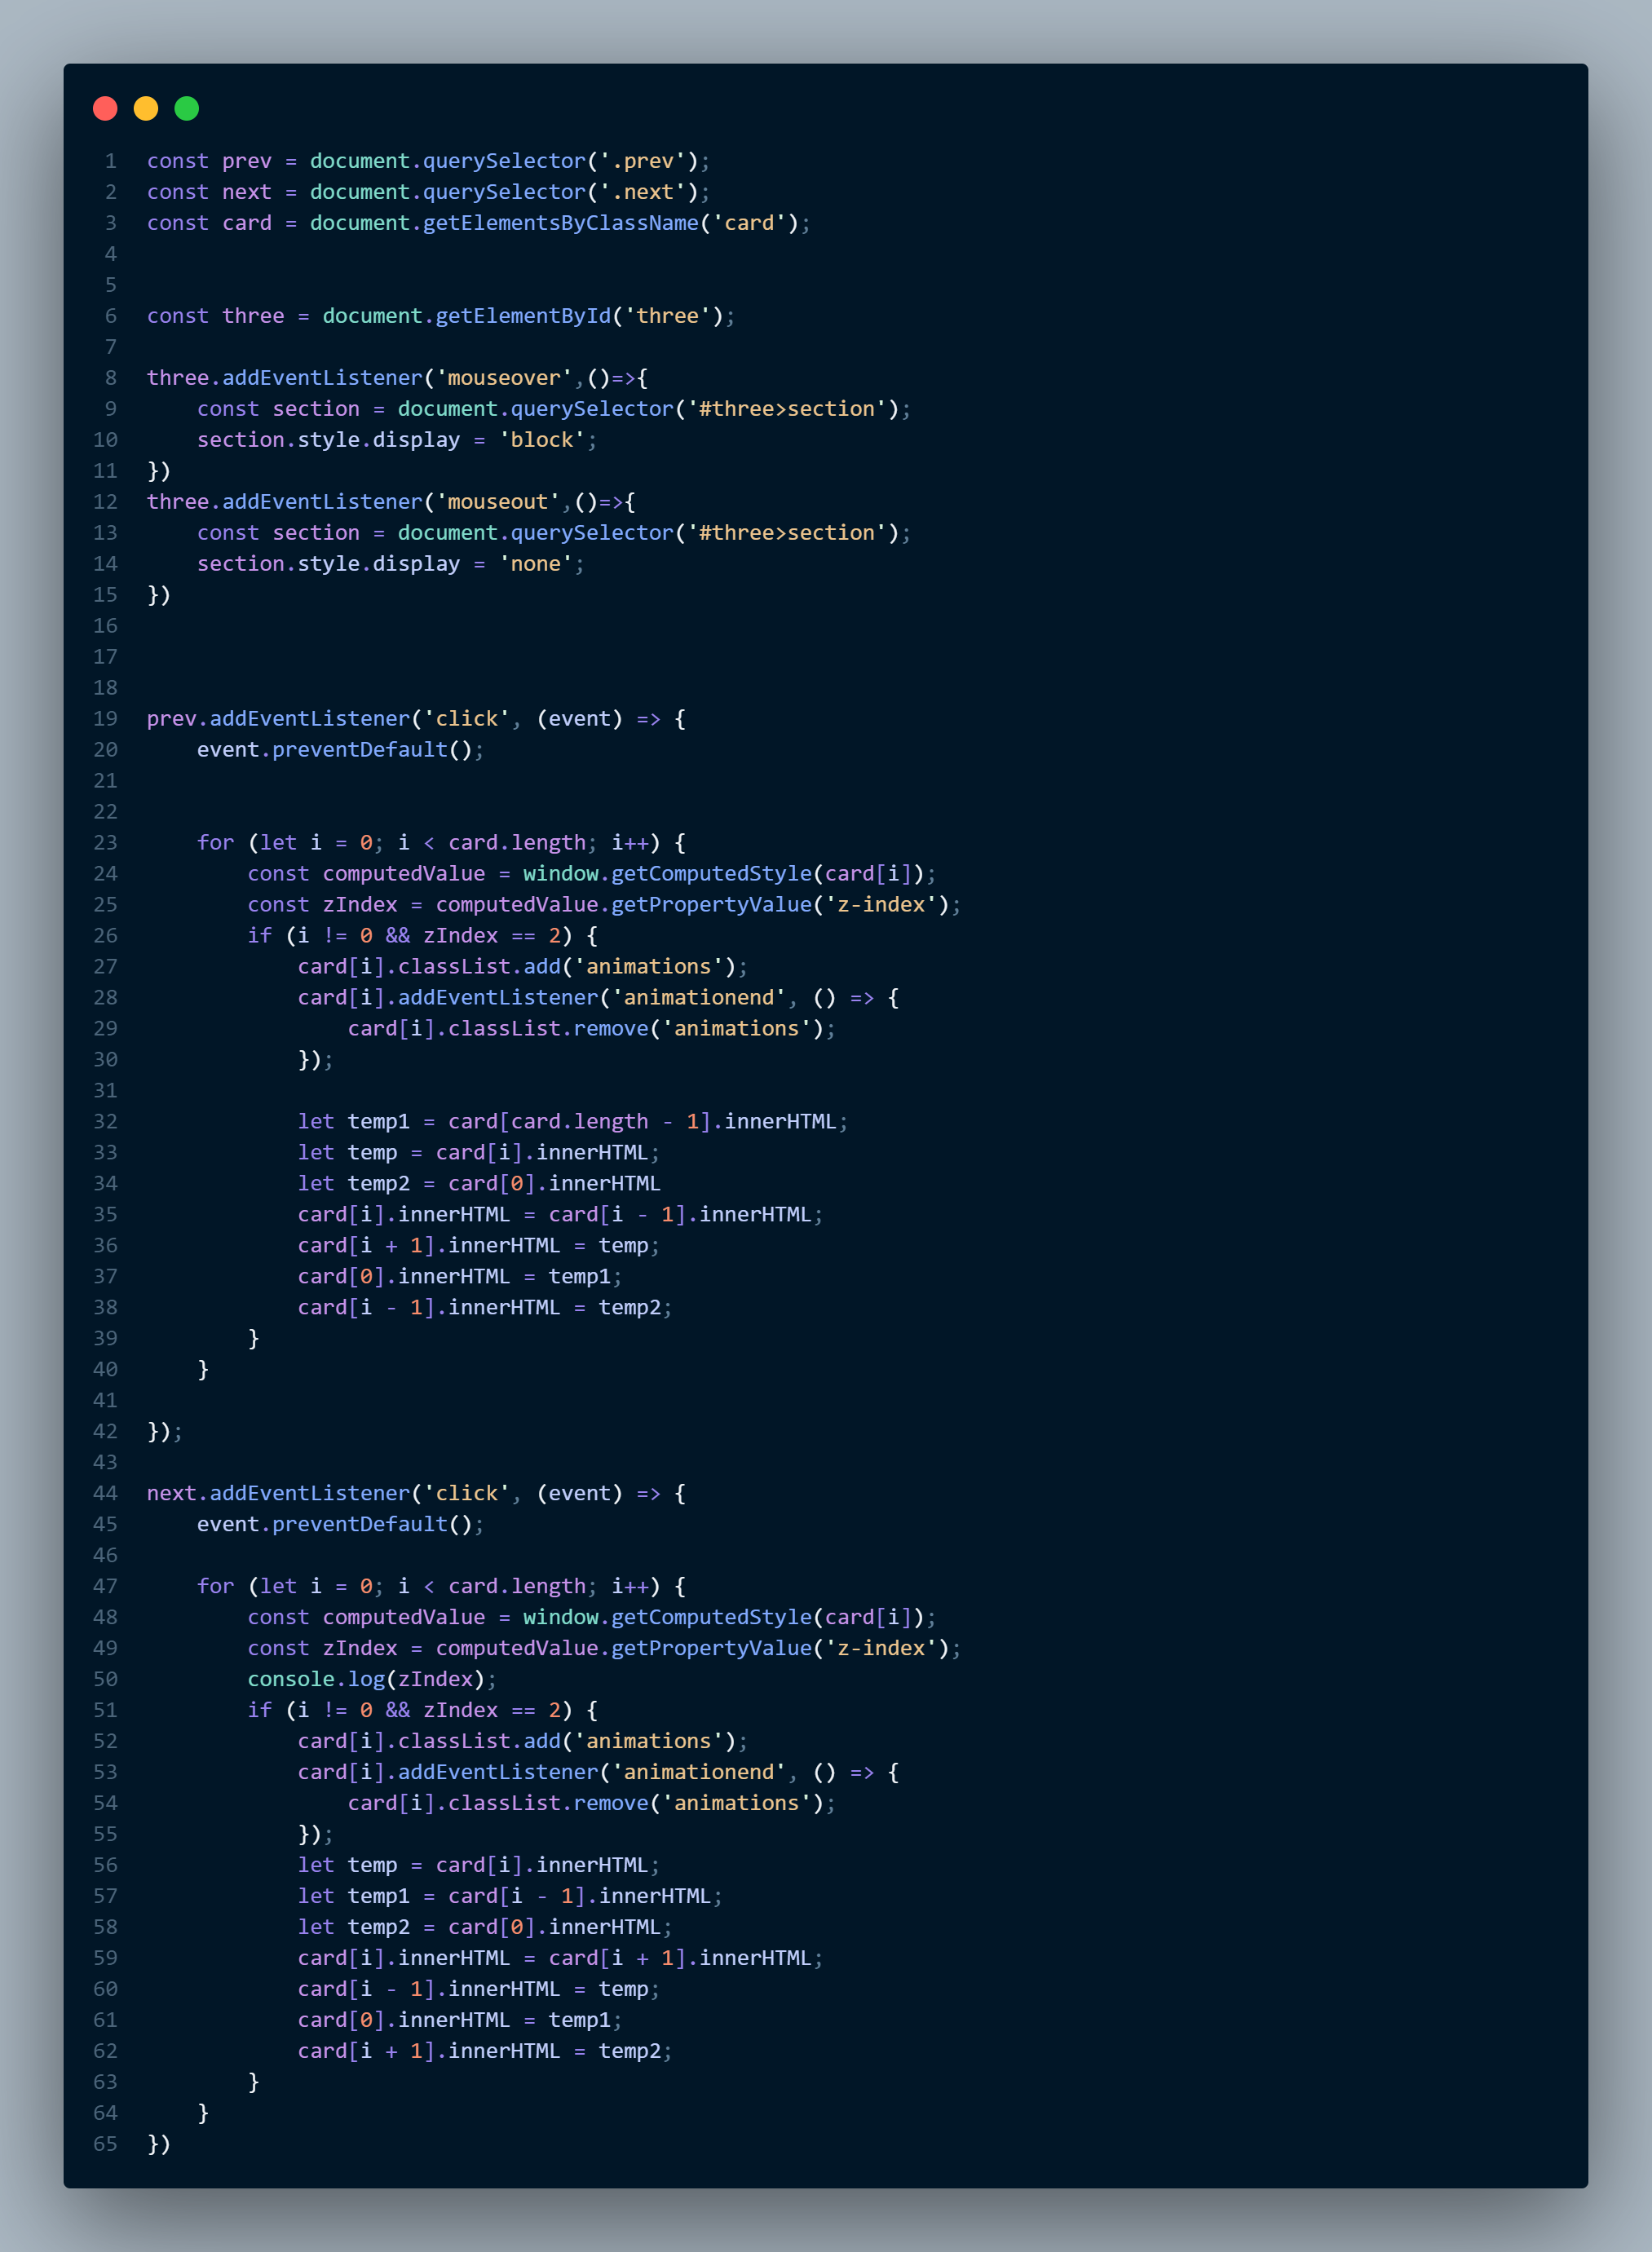 1 const prev = document.querySelector('.prev');
2 const next = document.querySelector('.next');
3 const card = document.getElementsByClassName('card');
4
5
6 const three = document.getElementById('three');
7
8 three.addEventListener('mouseover',()=>{
9     const section = document.querySelector('#three>section');
10     section.style.display = 'block';
11 })
12 three.addEventListener('mouseout',()=>{
13     const section = document.querySelector('#three>section');
14     section.style.display = 'none';
15 })
16
17
18
19 prev.addEventListener('click', (event) => {
20     event.preventDefault();
21
22
23     for (let i = 0; i < card.length; i++) {
24         const computedValue = window.getComputedStyle(card[i]);
25         const zIndex = computedValue.getPropertyValue('z-index');
26         if (i != 0 && zIndex == 2) {
27             card[i].classList.add('animations');
28             card[i].addEventListener('animationend', () => {
29                 card[i].classList.remove('animations');
30             });
31
32             let temp1 = card[card.length - 1].innerHTML;
33             let temp = card[i].innerHTML;
34             let temp2 = card[0].innerHTML
35             card[i].innerHTML = card[i - 1].innerHTML;
36             card[i + 1].innerHTML = temp;
37             card[0].innerHTML = temp1;
38             card[i - 1].innerHTML = temp2;
39         }
40     }
41
42 });
43
44 next.addEventListener('click', (event) => {
45     event.preventDefault();
46
47     for (let i = 0; i < card.length; i++) {
48         const computedValue = window.getComputedStyle(card[i]);
49         const zIndex = computedValue.getPropertyValue('z-index');
50         console.log(zIndex);
51         if (i != 0 && zIndex == 2) {
52             card[i].classList.add('animations');
53             card[i].addEventListener('animationend', () => {
54                 card[i].classList.remove('animations');
55             });
56             let temp = card[i].innerHTML;
57             let temp1 = card[i - 1].innerHTML;
58             let temp2 = card[0].innerHTML;
59             card[i].innerHTML = card[i + 1].innerHTML;
60             card[i - 1].innerHTML = temp;
61             card[0].innerHTML = temp1;
62             card[i + 1].innerHTML = temp2;
63         }
64     }
65 })